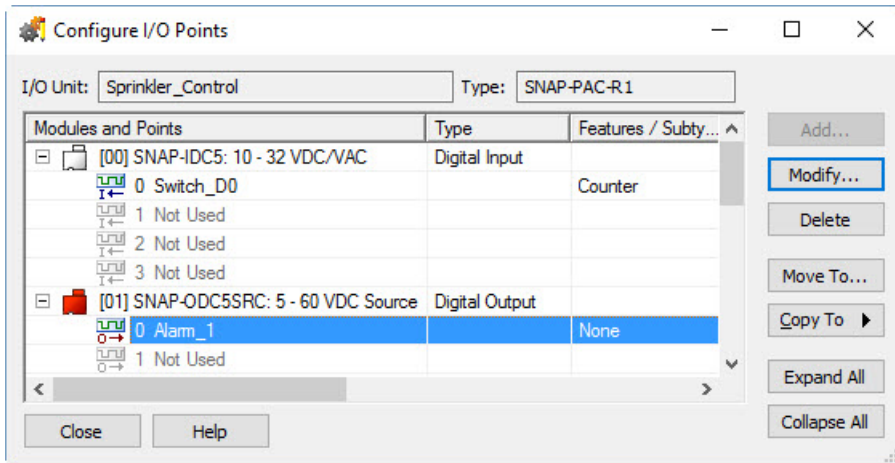 Configure I/O Points
I/O Unit: Sprinkler_Control Type: SNAP-PAC-R1
Modules and Points Type Features / Subty...
[00] SNAP-IDC5: 10 - 32 VDC/VAC Digital Input
0 Switch_D0 Counter
1 Not Used
2 Not Used
3 Not Used
[01] SNAP-ODC5SRC: 5 - 60 VDC Source Digital Output
0 Alarm_1 None
1 Not Used
Add...
Modify...
Delete
Move To...
Copy To
Expand All
Collapse All
Close Help